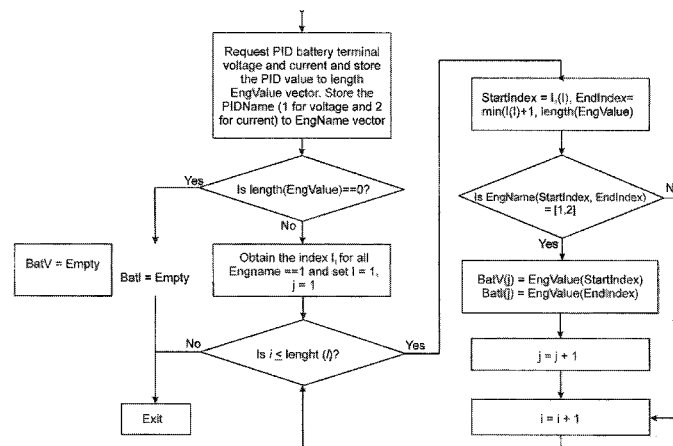 Request PID battery terminal
voltage and current and store
the PID value to length
EngValue vector. Store the
PIDName (1 for voltage and 2
for current) to EngName vector
Is length(EngValue)==0?
Yes
No
BatV = Empty
BatI = Empty
Obtain the index I, for all
Engname ==1 and set I = 1,
j = 1
Is i ≤ lenght (I)?
No
Yes
Exit
StartIndex = I,(I), EndIndex=
min(I(I)+1, length(EngValue)
Is EngName(StartIndex, EndIndex)
= [1,2]
N
Yes
BatV(j) = EngValue(StartIndex)
BatI(j) = EngValue(EndIndex)
j = j + 1
i = i + 1